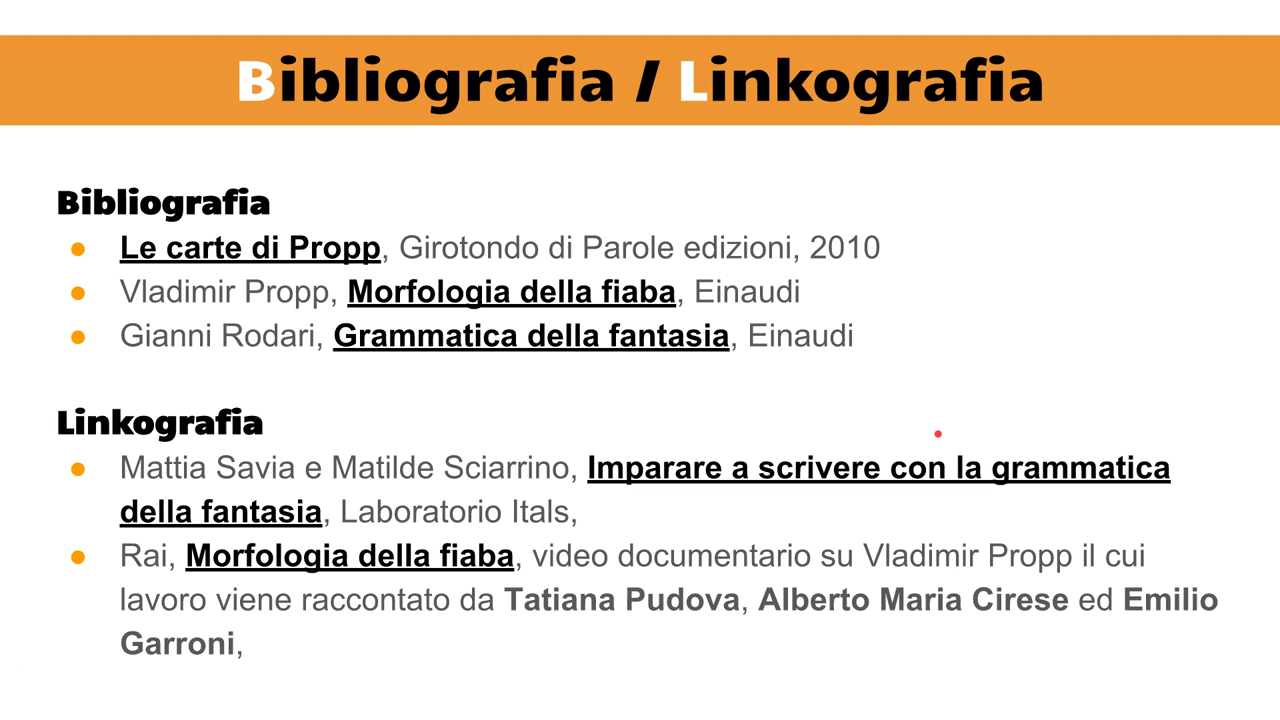 Bibliografia / Linkografia
Bibliografia
● Le carte di Propp, Girotondo di Parole edizioni, 2010
● Vladimir Propp, Morfologia della fiaba, Einaudi
● Gianni Rodari, Grammatica della fantasia, Einaudi
Linkografia
● Mattia Savia e Matilde Sciarrino, Imparare a scrivere con la grammatica
della fantasia, Laboratorio Itals,
● Rai, Morfologia della fiaba, video documentario su Vladimir Propp il cui
lavoro viene raccontato da Tatiana Pudova, Alberto Maria Cirese ed Emilio
Garroni,